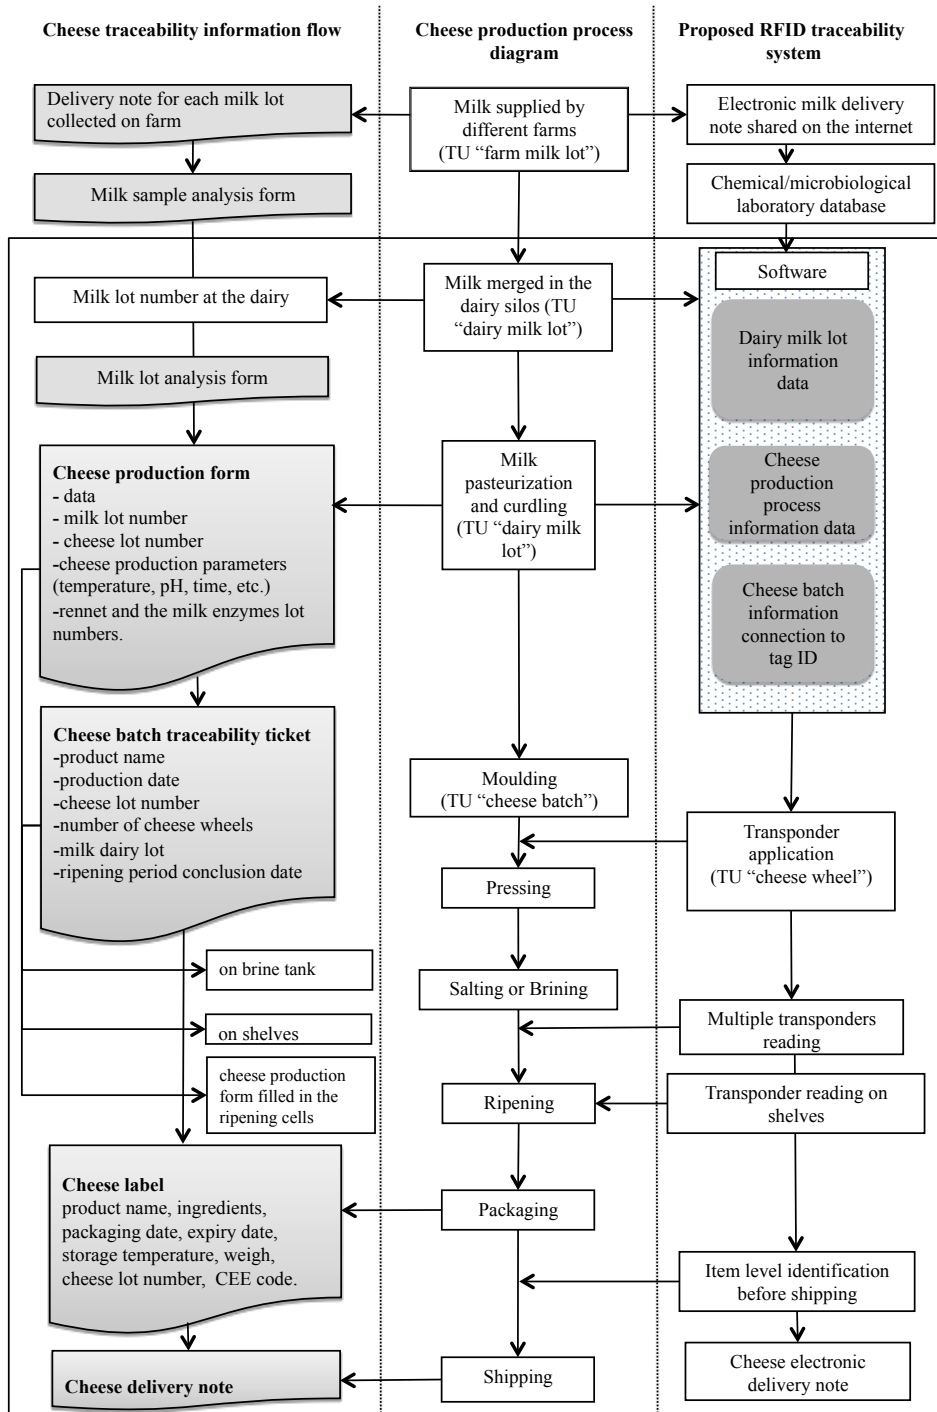 Cheese traceability information flow
Cheese production process
diagram
Proposed RFID traceability
system
Delivery note for each milk lot
collected on farm
Milk supplied by
different farms
(TU “farm milk lot”)
Electronic milk delivery
note shared on the internet
Milk sample analysis form
Chemical/microbiological
laboratory database
Milk lot number at the dairy
Milk merged in the
dairy silos (TU
“dairy milk lot”)
Software
Dairy milk lot
information
data
Milk lot analysis form
Cheese production form
- data
- milk lot number
- cheese lot number
-cheese production parameters
(temperature, pH, time, etc.)
-rennet and the milk enzymes lot
numbers.
Milk
pasteurization
and curdling
(TU “dairy milk
lot”)
Cheese
production
process
information data
Cheese batch
information
connection to
tag ID
Cheese batch traceability ticket
-product name
-production date
-cheese lot number
-number of cheese wheels
-milk dairy lot
-ripening period conclusion date
Moulding
(TU “cheese batch”)
Transponder
application
(TU “cheese wheel”)
Pressing
on brine tank
Salting or Brining
on shelves
Multiple transponders
reading
cheese production
form filled in the
ripening cells
Ripening
Transponder reading on
shelves
Cheese label
product name, ingredients,
packaging date, expiry date,
storage temperature, weigh,
cheese lot number,  CEE code.
Packaging
Item level identification
before shipping
Cheese delivery note
Shipping
Cheese electronic
delivery note